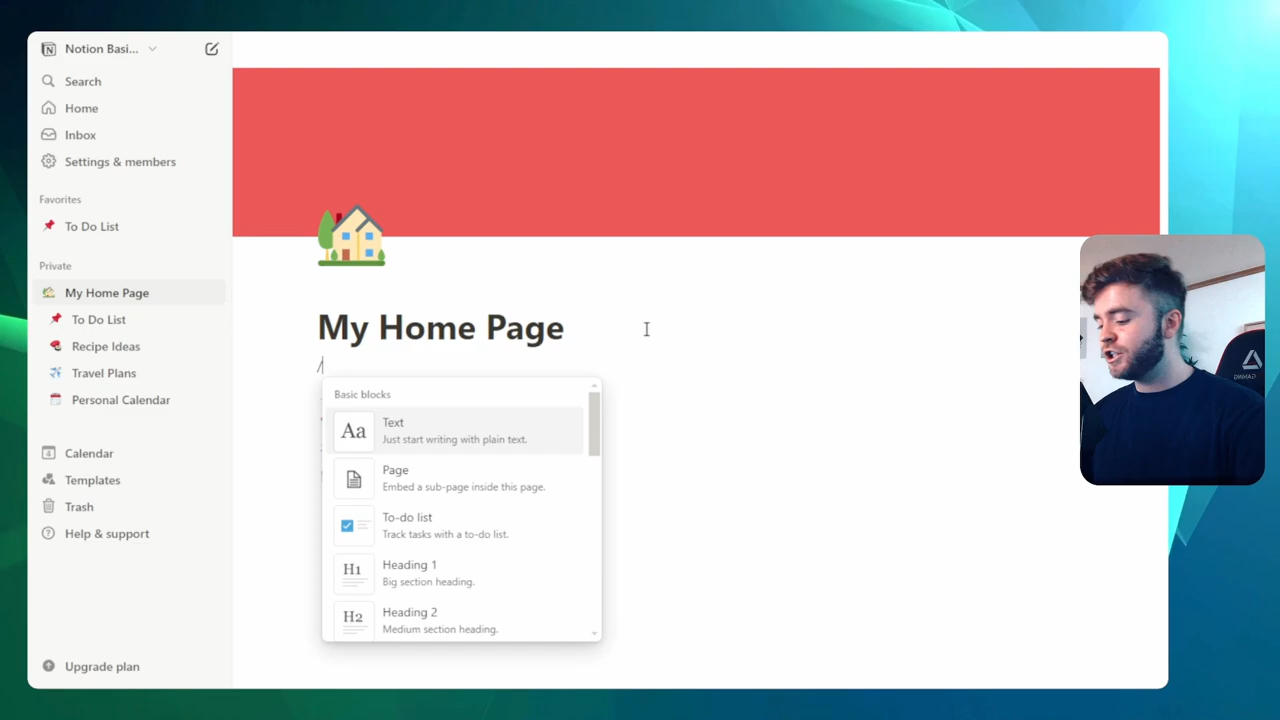 Notion Basi...
Search
Home
Inbox
Settings & members
Favorites
To Do List
Private
My Home Page
To Do List
Recipe Ideas
Travel Plans
Personal Calendar
4
Calendar
Templates
Trash
Help & support
Upgrade plan
My Home Page
/
Basic blocks
Aa
Text
Just start writing with plain text.
Page
Embed a sub-page inside this page.
To-do list
Track tasks with a to-do list.
H1
Heading 1
Big section heading.
H2
Heading 2
Medium section heading.
GAMING